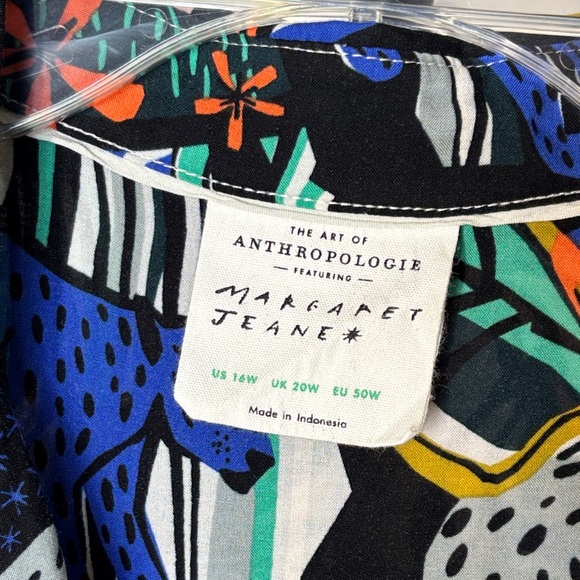 THE ART OF
ANTHROPOLOGIE
— FEATURING —
MARGARET
JEANE*
US 16W UK 20W EU 50W
Made in Indonesia